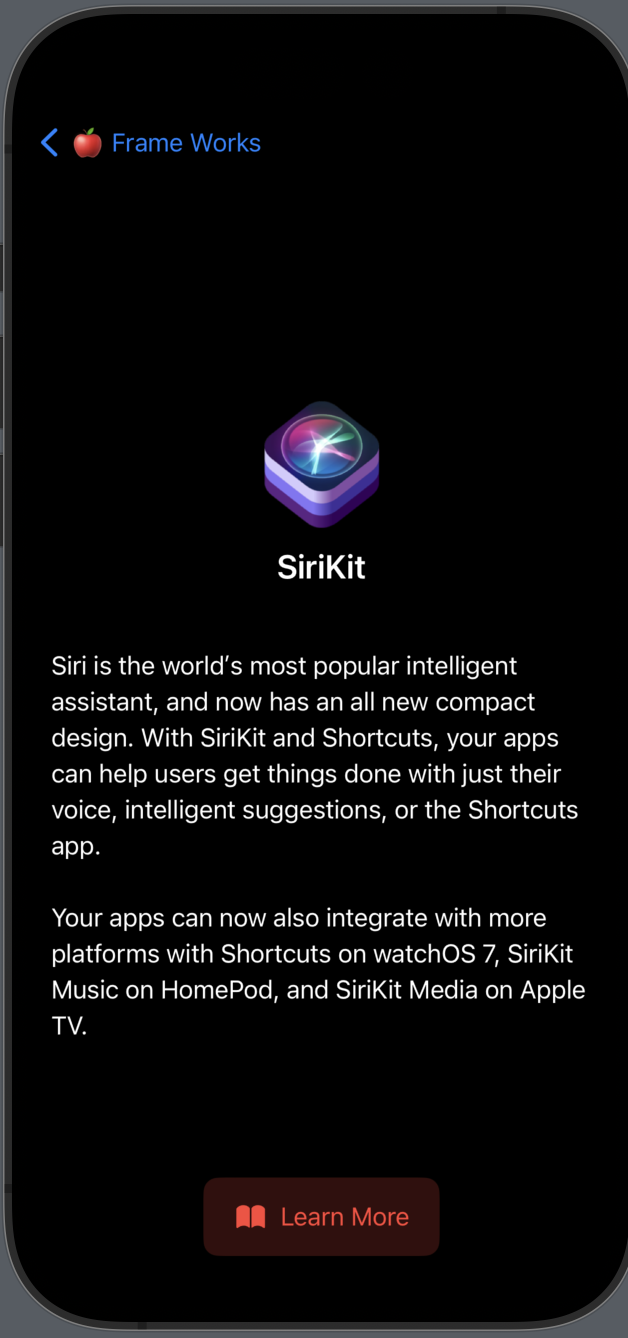 🍎 Frame Works
SiriKit
Siri is the world’s most popular intelligent
assistant, and now has an all new compact
design. With SiriKit and Shortcuts, your apps
can help users get things done with just their
voice, intelligent suggestions, or the Shortcuts
app.
Your apps can now also integrate with more
platforms with Shortcuts on watchOS 7, SiriKit
Music on HomePod, and SiriKit Media on Apple
TV.
Learn More